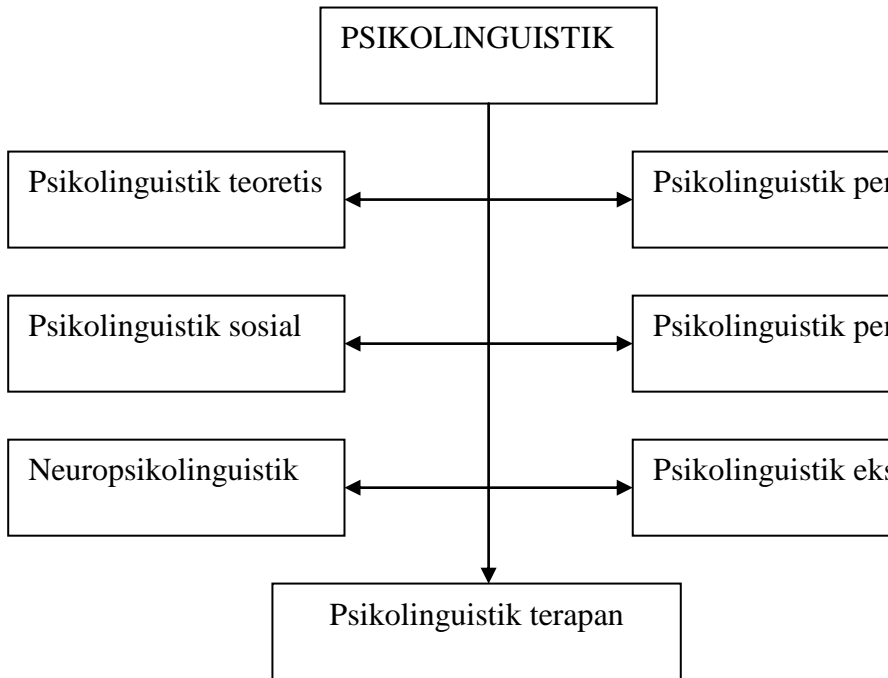 PSIKOLINGUISTIK
Psikolinguistik teoretis
Psikolinguistik
Psikolinguistik sosial
Psikolinguistik
Neuropsikolinguistik
Psikolinguistik
Psikolinguistik terapan